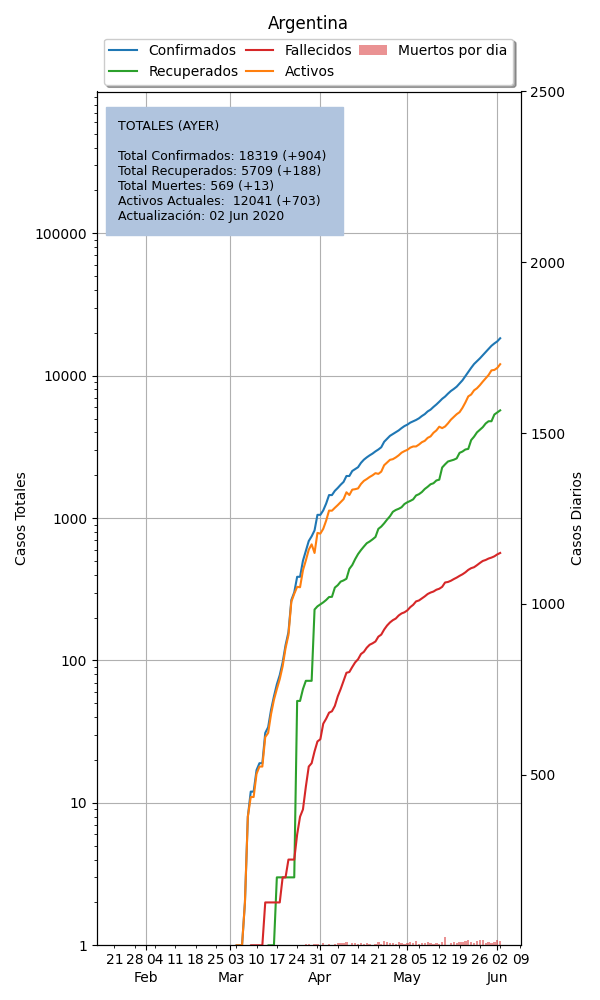 Argentina
Confirmados Fallecidos Muertos por dia
Recuperados Activos
TOTALES (AYER)
Total Confirmados: 18319 (+904)
Total Recuperados: 5709 (+188)
Total Muertes: 569 (+13)
Activos Actuales:  12041 (+703)
Actualización: 02 Jun 2020
Casos Totales
100000
10000
1000
100
10
1
2500
2000
1500
1000
500
Casos Diarios
21 28 04 11 18 25 03 10 17 24 31 07 14 21 28 05 12 19 26 02 09
Feb Mar Apr May Jun